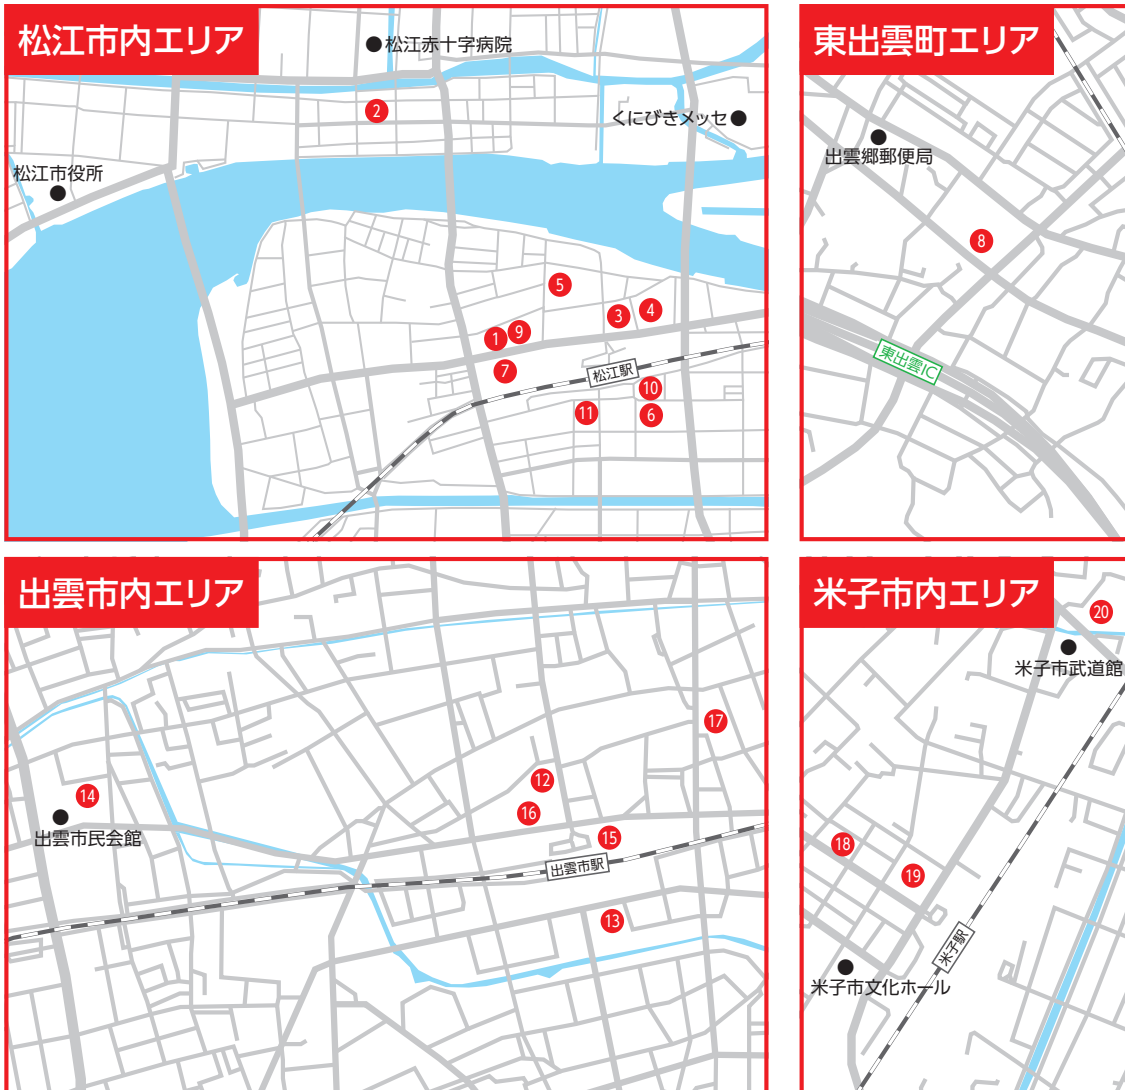 松江市内エリア
松江赤十字病院
2
くにびきメッセ
松江市役所
5
3
4
1
9
7
松江駅
10
11
6
東出雲町エリア
出雲郷郵便局
8
東出雲IC
出雲市内エリア
17
12
14
16
出雲市民会館
15
出雲市駅
13
米子市内エリア
20
米子市武道館
18
19
米子駅
米子市文化ホール